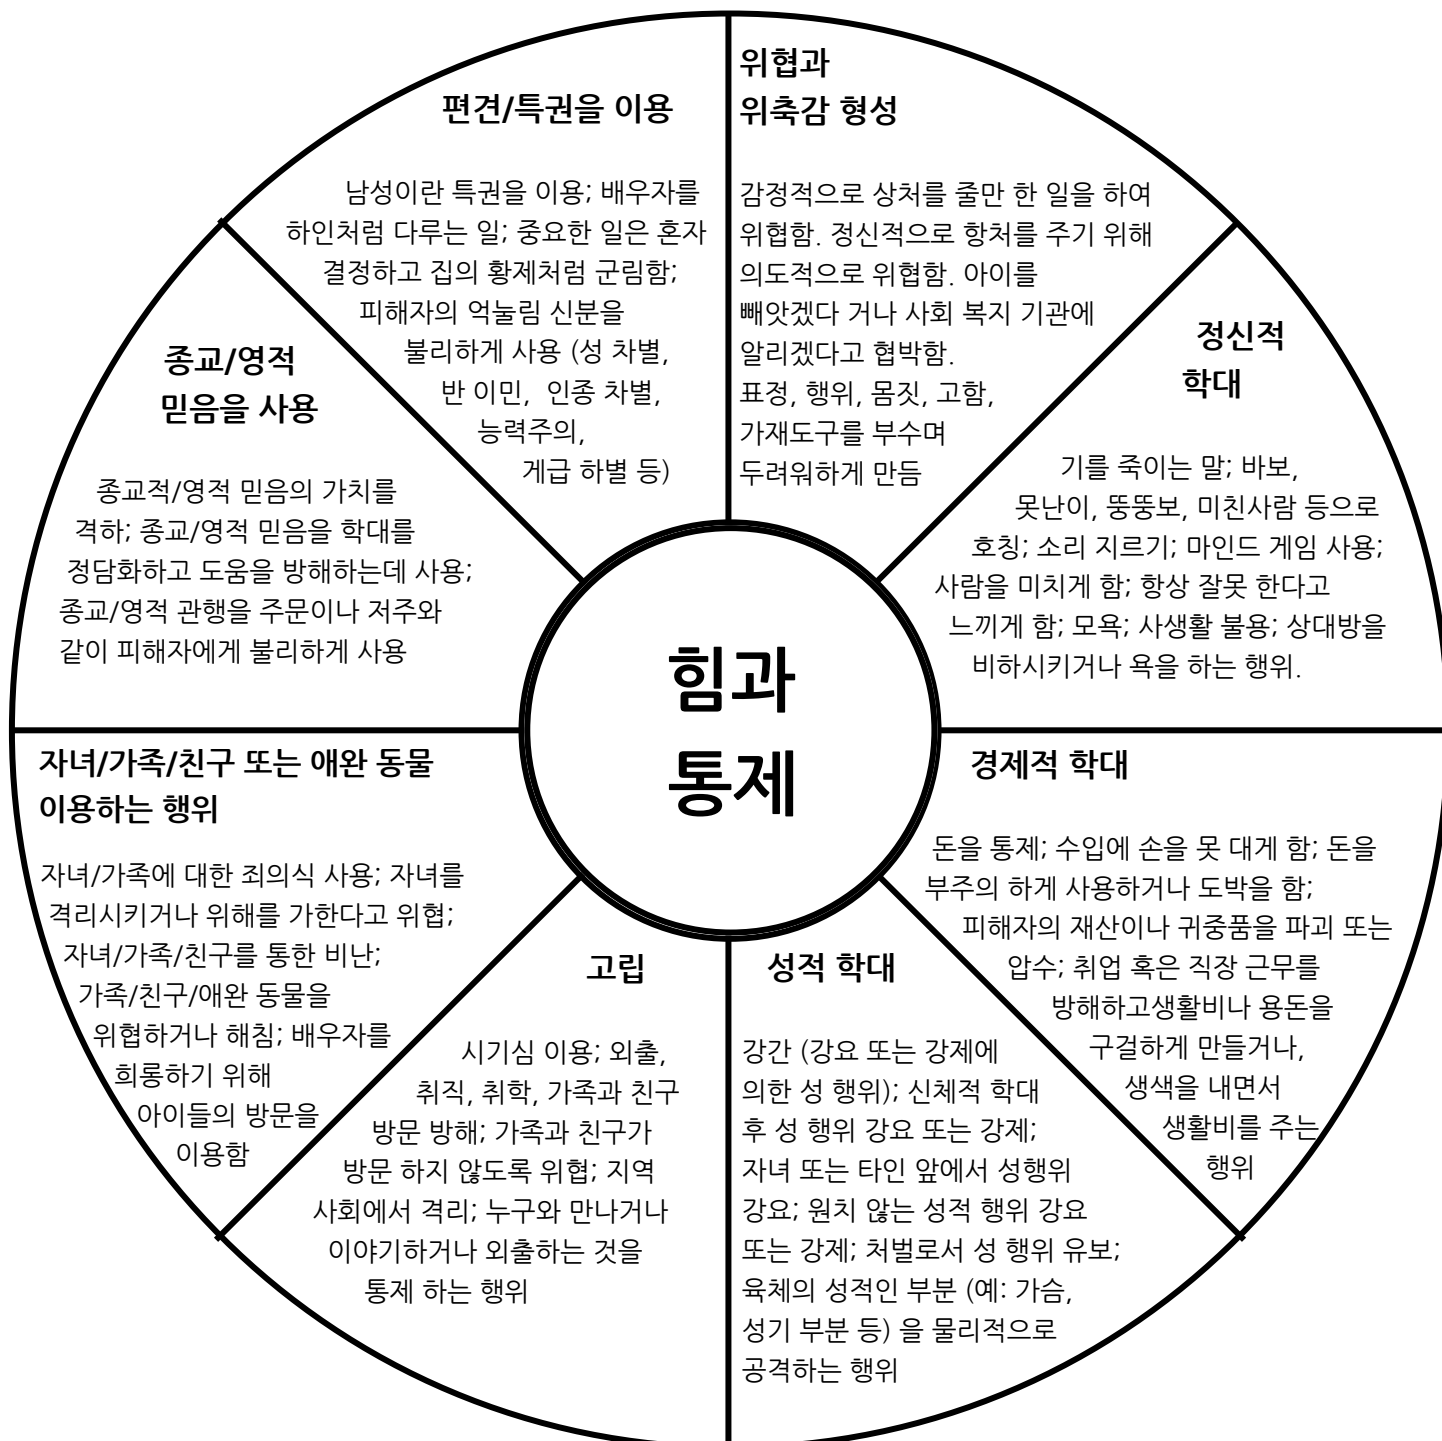 위협과
위축감 형성
감정적으로 상처를 줄만 한 일을 하여
위협함. 정신적으로 항처를 주기 위해
의도적으로 위협함. 아이를
빼앗겠다 거나 사회 복지 기관에
알리겠다고 협박함.
표정, 행위, 몸짓, 고함,
가재도구를 부수며
두려워하게 만듬
정신적
학대
기를 죽이는 말; 바보,
못난이, 뚱뚱보, 미친사람 등으로
호칭; 소리 지르기; 마인드 게임 사용;
사람을 미치게 함; 항상 잘못 한다고
느끼게 함; 모욕; 사생활 불용; 상대방을
비하시키거나 욕을 하는 행위.
경제적 학대
돈을 통제; 수입에 손을 못 대게 함; 돈을
부주의 하게 사용하거나 도박을 함;
피해자의 재산이나 귀중품을 파괴 또는
압수; 취업 혹은 직장 근무를
방해하고생활비나 용돈을
구걸하게 만들거나,
생색을 내면서
생활비를 주는
행위
성적 학대
강간 (강요 또는 강제에
의한 성 행위); 신체적 학대
후 성 행위 강요 또는 강제;
자녀 또는 타인 앞에서 성행위
강요; 원치 않는 성적 행위 강요
또는 강제; 처벌로서 성 행위 유보;
육체의 성적인 부분 (예: 가슴,
성기 부분 등) 을 물리적으로
공격하는 행위
고립
시기심 이용; 외출,
취직, 취학, 가족과 친구
방문 방해; 가족과 친구가
방문 하지 않도록 위협; 지역
사회에서 격리; 누구와 만나거나
이야기하거나 외출하는 것을
통제 하는 행위
자녀/가족/친구 또는 애완 동물
이용하는 행위
자녀/가족에 대한 죄의식 사용; 자녀를
격리시키거나 위해를 가한다고 위협;
자녀/가족/친구를 통한 비난;
가족/친구/애완 동물을
위협하거나 해침; 배우자를
희롱하기 위해
아이들의 방문을
이용함
종교/영적
믿음을 사용
종교적/영적 믿음의 가치를
격하; 종교/영적 믿음을 학대를
정담화하고 도움을 방해하는데 사용;
종교/영적 관행을 주문이나 저주와
같이 피해자에게 불리하게 사용
편견/특권을 이용
남성이란 특권을 이용; 배우자를
하인처럼 다루는 일; 중요한 일은 혼자
결정하고 집의 황제처럼 군림함;
피해자의 억눌림 신분을
불리하게 사용 (성 차별,
반 이민, 인종 차별,
능력주의,
게급 하별 등)
힘과
통제